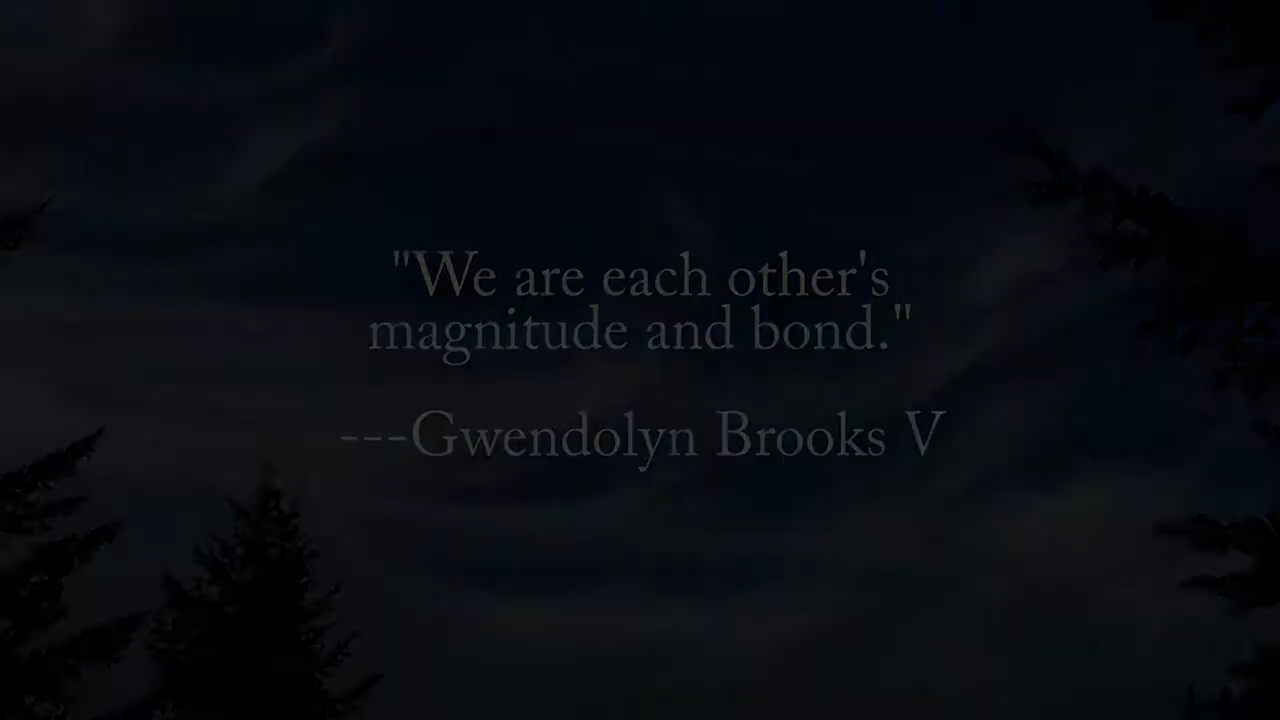 "We are each other's
magnitude and bond."
---Gwendolyn Brooks V